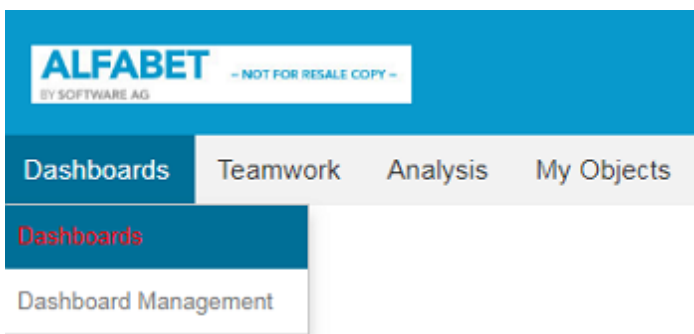 ALFABET – NOT FOR RESALE COPY –
BY SOFTWARE AG
Dashboards Teamwork Analysis My Objects
Dashboards
Dashboard Management